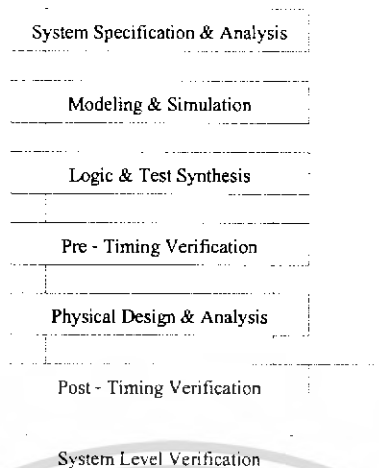 System Specification & Analysis
Modeling & Simulation
Logic & Test Synthesis
Pre - Timing Verification
Physical Design & Analysis
Post - Timing Verification
System Level Verification